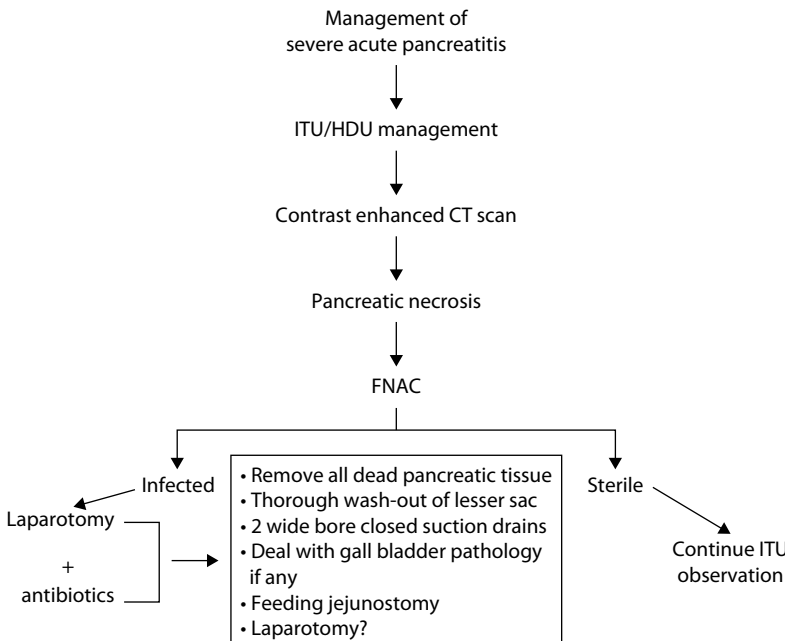 Management of
severe acute pancreatitis
ITU/HDU management
Contrast enhanced CT scan
Pancreatic necrosis
FNAC
Infected
Laparotomy
+
antibiotics
• Remove all dead pancreatic tissue
• Thorough wash-out of lesser sac
• 2 wide bore closed suction drains
• Deal with gall bladder pathology
if any
• Feeding jejunostomy
• Laparotomy?
Sterile
Continue ITU
observation